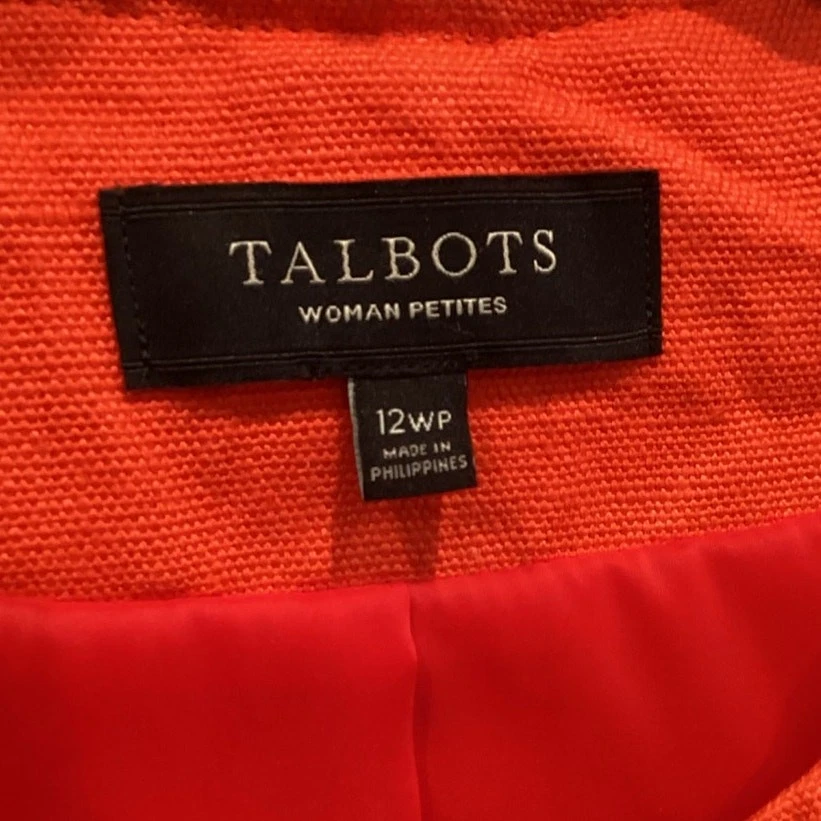 TALBOTS
WOMAN PETITES
12WP
MADE IN
PHILIPPINES